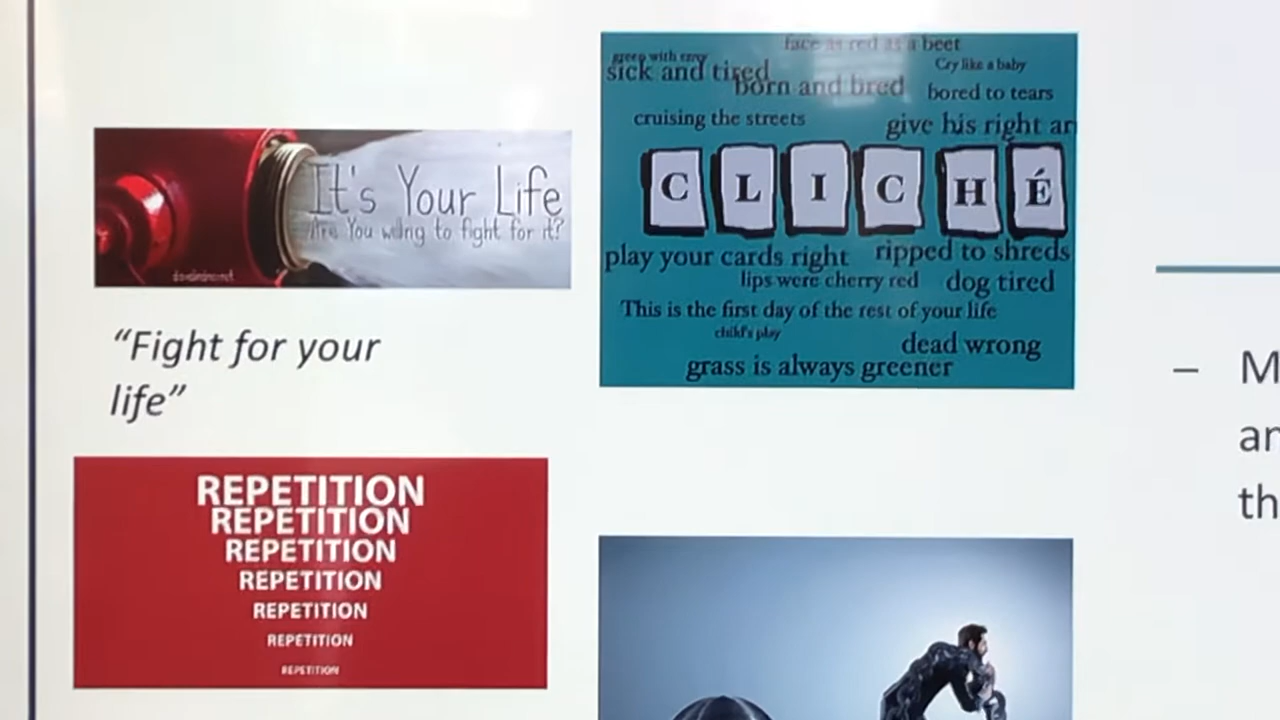 It's Your Life
Are You willing to fight for it?
"Fight for your
life"
REPETITION
REPETITION
REPETITION
REPETITION
REPETITION
REPETITION
REPETITION
face as red as a beet
green with envy
sick and tired
Cry like a baby
born and bred
bored to tears
cruising the streets
give his right ar
CLICHÉ
play your cards right
ripped to shreds
lips were cherry red
dog tired
This is the first day of the rest of your life
child's play
dead wrong
grass is always greener
– M
an
th